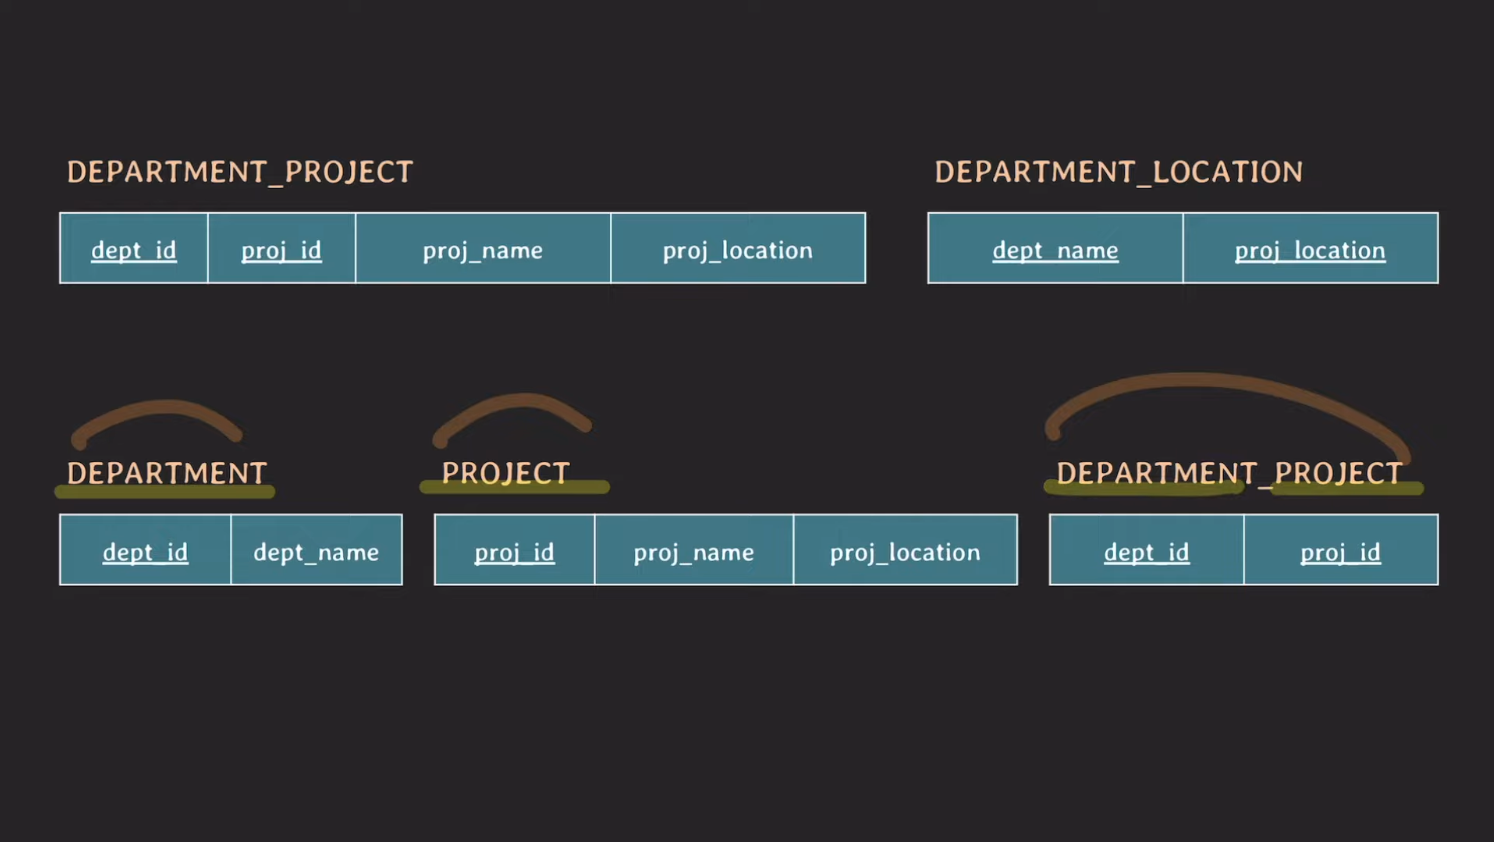 DEPARTMENT_PROJECT
dept_id proj_id proj_name proj_location
DEPARTMENT_LOCATION
dept_name proj_location
DEPARTMENT
dept_id dept_name
PROJECT
proj_id proj_name proj_location
DEPARTMENT_PROJECT
dept_id proj_id